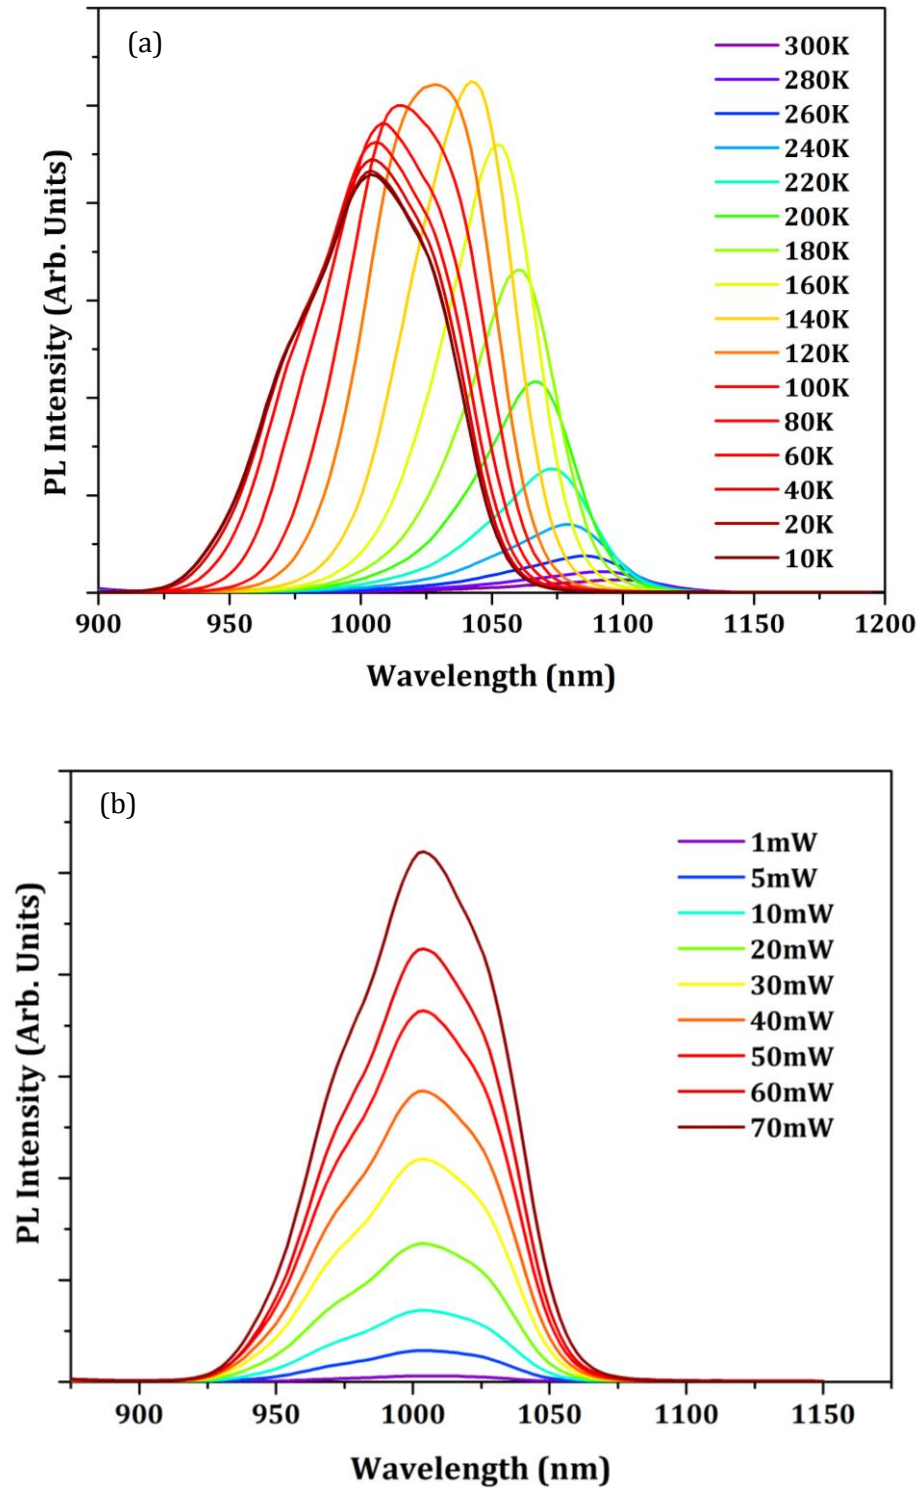 (a)
300K
280K
260K
240K
220K
200K
180K
160K
140K
120K
100K
80K
60K
40K
20K
10K
PL Intensity (Arb. Units)
900 950 1000 1050 1100 1150 1200
Wavelength (nm)
(b)
1mW
5mW
10mW
20mW
30mW
40mW
50mW
60mW
70mW
PL Intensity (Arb. Units)
900 950 1000 1050 1100 1150
Wavelength (nm)